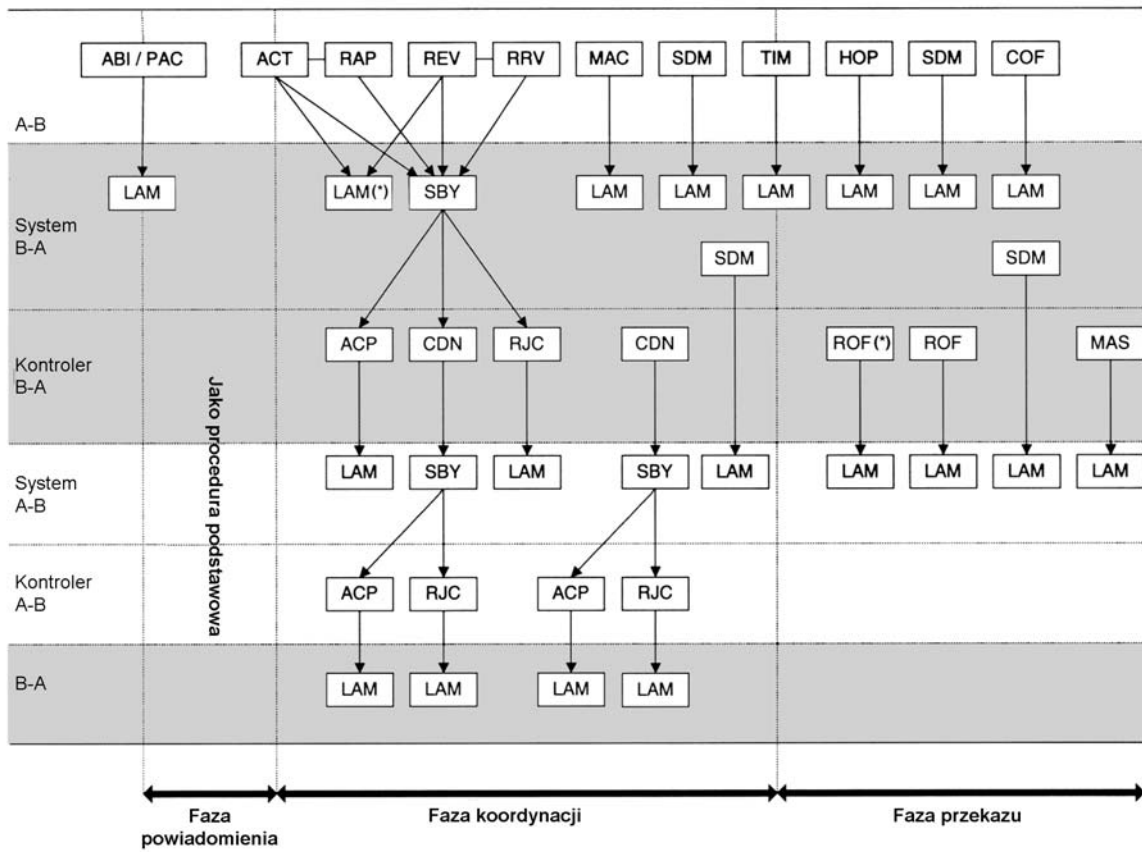 ABI / PAC ACT RAP REV RRV MAC SDM TIM HOP SDM COF
A-B
LAM LAM(*) SBY LAM LAM LAM LAM LAM LAM
System
B-A
SDM SDM
ACP CDN RJC CDN ROF(*) ROF MAS
Kontroler
B-A
Jako procedura podstawowa
LAM SBY LAM SBY LAM LAM LAM LAM LAM
System
A-B
Kontroler
A-B
ACP RJC ACP RJC
B-A
LAM LAM LAM LAM
Faza
powiadomienia
Faza koordynacji
Faza przekazu